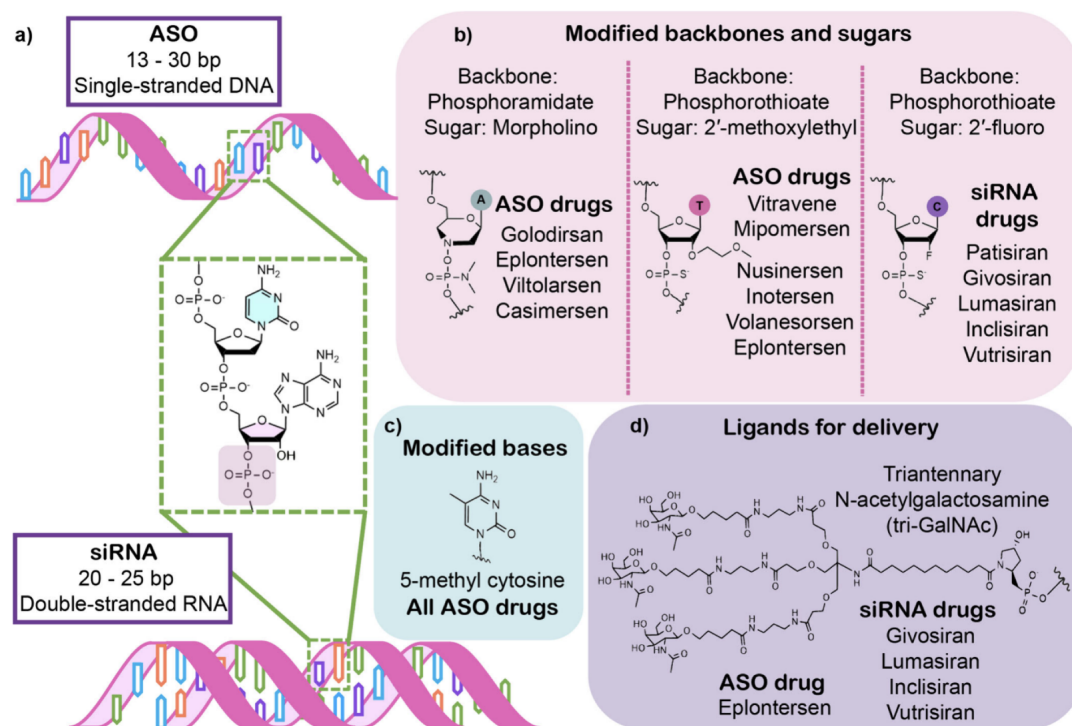 a)
ASO
13 - 30 bp
Single-stranded DNA
siRNA
20 - 25 bp
Double-stranded RNA
NH₂
N
N
O
O
O=P-O⁻
O
O
O
O=P-O⁻
O
NH₂
N
N
N
N
O
O
OH
O=P-O⁻
O
b)
Modified backbones and sugars
Backbone:
Phosphoramidate
Sugar: Morpholino
A
O
O
N
O=P-N
O
ASO drugs
Golodirsan
Eplontersen
Viltolarsen
Casimersen
Backbone:
Phosphorothioate
Sugar: 2′-methoxylethyl
T
O
O
O
O
O
O=P-S⁻
O
ASO drugs
Vitravene
Mipomersen
Nusinersen
Inotersen
Volanesorsen
Eplontersen
Backbone:
Phosphorothioate
Sugar: 2′-fluoro
C
O
O
O
F
O=P-S⁻
O
siRNA
drugs
Patisiran
Givosiran
Lumasiran
Inclisiran
Vutrisiran
c)
Modified bases
NH₂
N
N
O
5-methyl cytosine
All ASO drugs
d)
Ligands for delivery
Triantennary
N-acetylgalactosamine
(tri-GalNAc)
siRNA drugs
Givosiran
Lumasiran
Inclisiran
Vutrisiran
ASO drug
Eplontersen